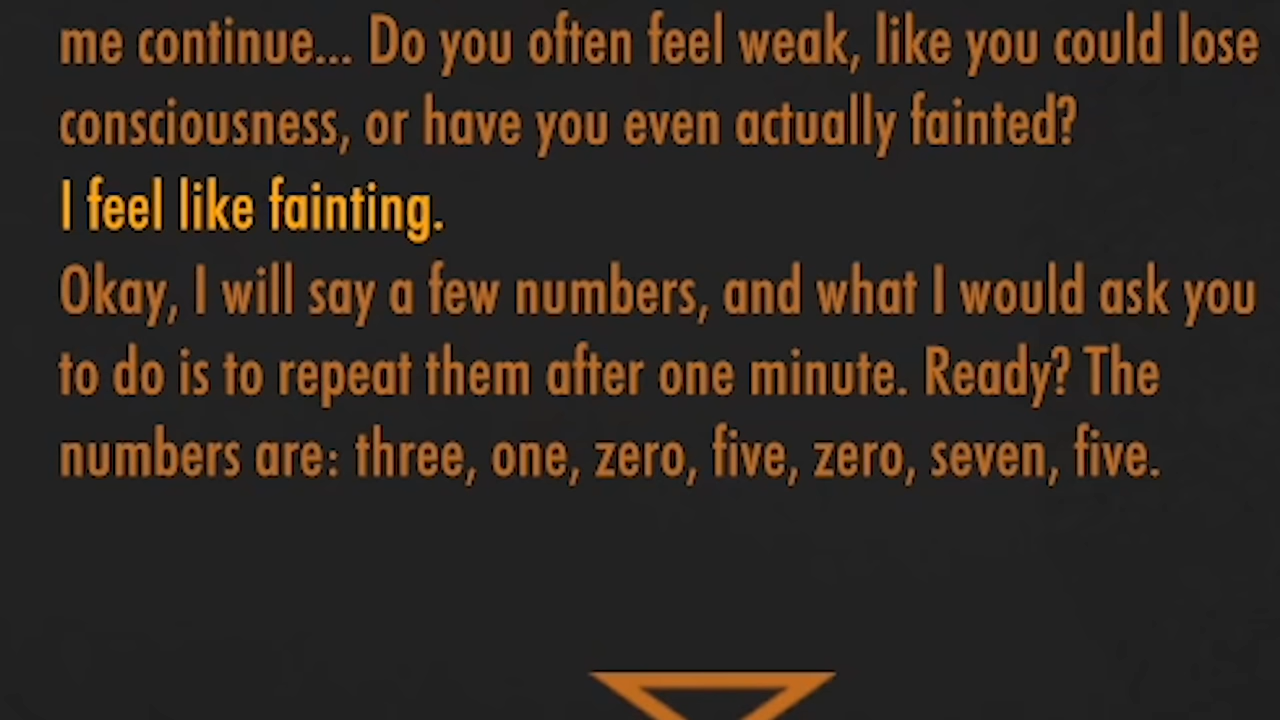 me continue... Do you often feel weak, like you could lose
consciousness, or have you even actually fainted?
I feel like fainting.
Okay, I will say a few numbers, and what I would ask you
to do is to repeat them after one minute. Ready? The
numbers are: three, one, zero, five, zero, seven, five.